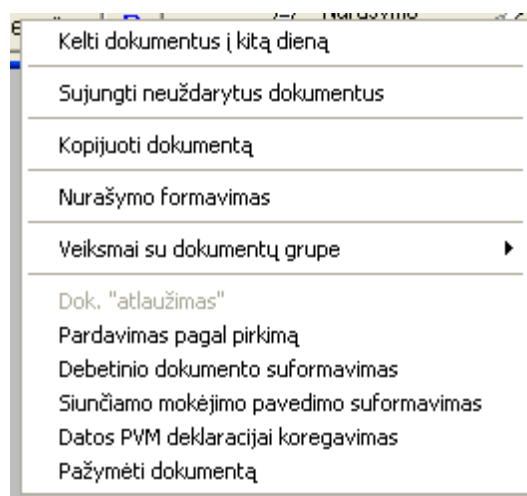 Kelti dokumentus į kitą dieną
Sujungti neuždarytus dokumentus
Kopijuoti dokumentą
Nurašymo formavimas
Veiksmai su dokumentų grupe
Dok. "atlaužimas"
Pardavimas pagal pirkimą
Debetinio dokumento suformavimas
Siunčiamo mokėjimo pavedimo suformavimas
Datos PVM deklaracijai koregavimas
Pažymėti dokumentą